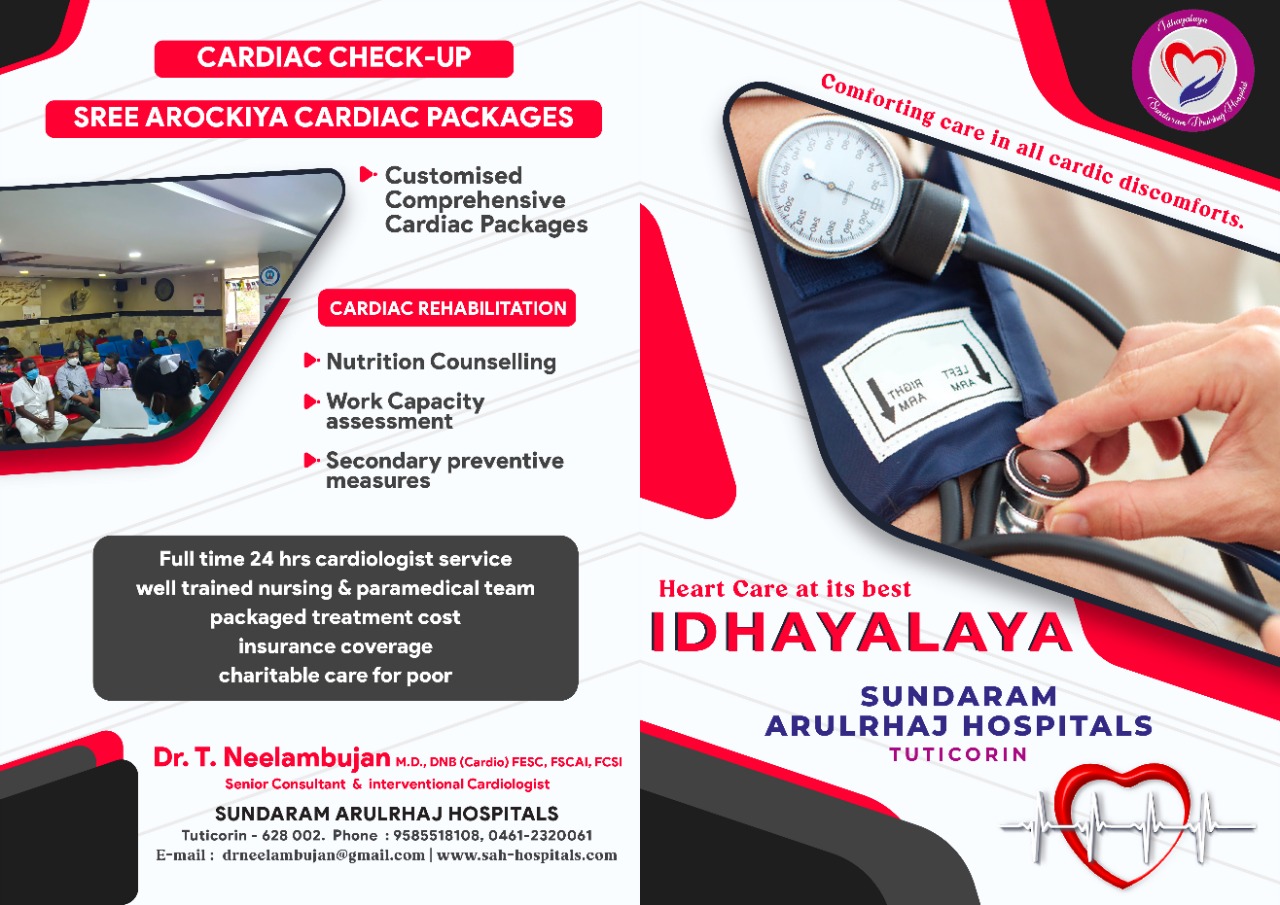 CARDIAC CHECK-UP
SREE AROCKIYA CARDIAC PACKAGES
Customised
Comprehensive
Cardiac Packages
CARDIAC REHABILITATION
Nutrition Counselling
Work Capacity
assessment
Secondary preventive
measures
Full time 24 hrs cardiologist service
well trained nursing & paramedical team
packaged treatment cost
insurance coverage
charitable care for poor
Dr. T. Neelambujan M.D., DNB (Cardio) FESC, FSCAI, FCSI
Senior Consultant & interventional Cardiologist
SUNDARAM ARULRHAJ HOSPITALS
Tuticorin - 628 002. Phone : 9585518108, 0461-2320061
E-mail : drneelambujan@gmail.com | www.sah-hospitals.com
Idhayalaya
Sundaram Arulrhaj Hospital
Comforting care in all cardic discomforts.
RIGHT
ARM
LEFT
ARM
Heart Care at its best
IDHAYALAYA
SUNDARAM
ARULRHAJ HOSPITALS
TUTICORIN